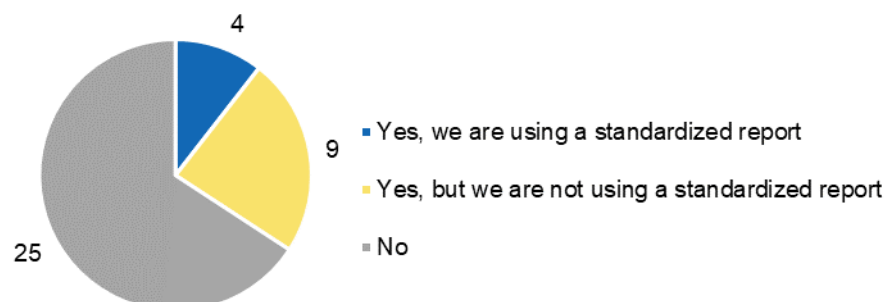 4
Yes, we are using a standardized report
9
Yes, but we are not using a standardized report
25
No